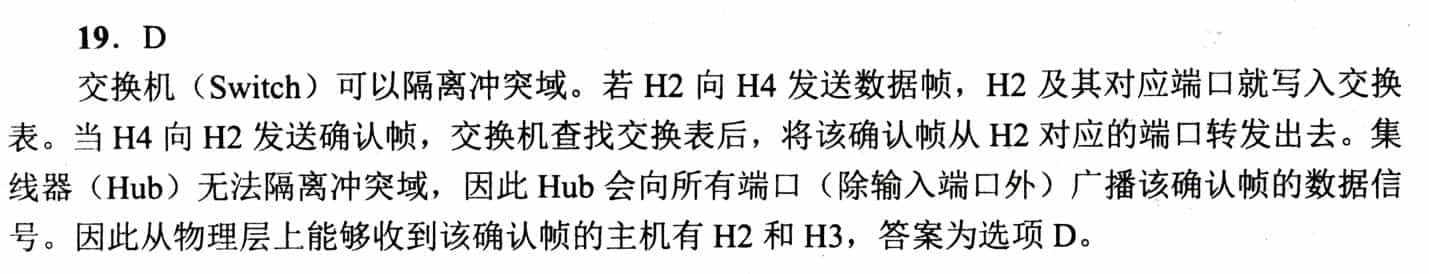 19．D
交换机（Switch）可以隔离冲突域。若 H2 向 H4 发送数据帧，H2 及其对应端口就写入交换
表。当 H4 向 H2 发送确认帧，交换机查找交换表后，将该确认帧从 H2 对应的端口转发出去。集
线器（Hub）无法隔离冲突域，因此 Hub 会向所有端口（除输入端口外）广播该确认帧的数据信
号。因此从物理层上能够收到该确认帧的主机有 H2 和 H3，答案为选项 D。